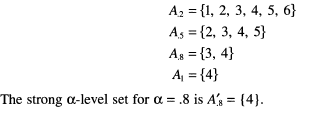 A.2 = {1, 2, 3, 4, 5, 6}
A.5 = {2, 3, 4, 5}
A.8 = {3, 4}
A1 = {4}
The strong α-level set for α = .8 is A′.8 = {4}.